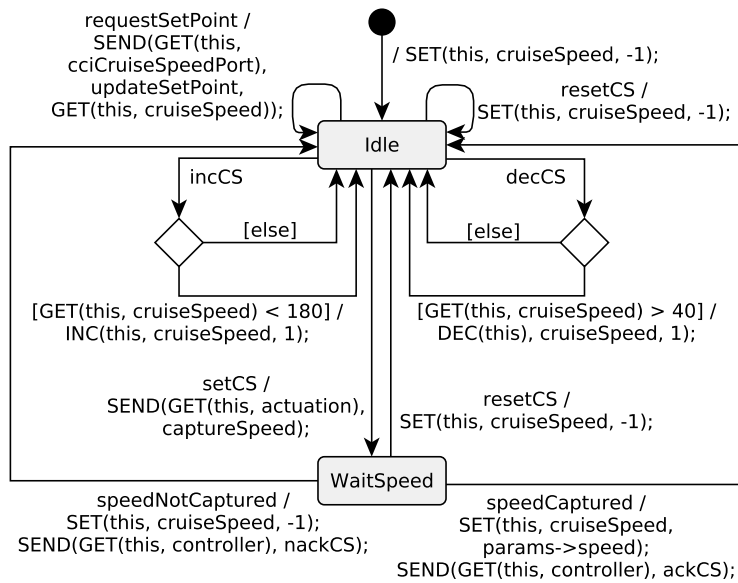 requestSetPoint /
SEND(GET(this,
cciCruiseSpeedPort),
updateSetPoint,
GET(this, cruiseSpeed));
/ SET(this, cruiseSpeed, -1);
resetCS /
SET(this, cruiseSpeed, -1);
Idle
incCS
decCS
[else]
[else]
[GET(this, cruiseSpeed) < 180] /
INC(this, cruiseSpeed, 1);
[GET(this, cruiseSpeed) > 40] /
DEC(this), cruiseSpeed, 1);
setCS /
SEND(GET(this, actuation),
captureSpeed);
resetCS /
SET(this, cruiseSpeed, -1);
WaitSpeed
speedNotCaptured /
SET(this, cruiseSpeed, -1);
SEND(GET(this, controller), nackCS);
speedCaptured /
SET(this, cruiseSpeed,
params->speed);
SEND(GET(this, controller), ackCS);